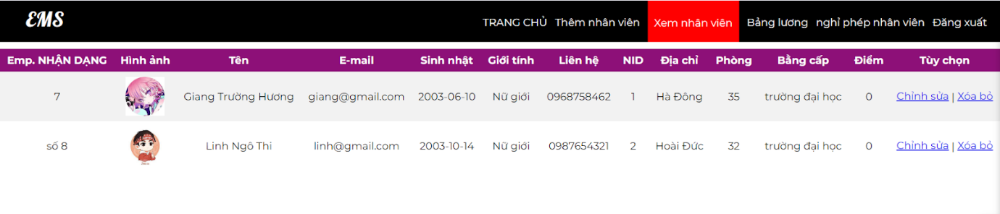 EMS
TRANG CHỦ Thêm nhân viên Xem nhân viên Bảng lương nghỉ phép nhân viên Đăng xuất
Emp. NHẬN DẠNG Hình ảnh Tên E-mail Sinh nhật Giới tính Liên hệ NID Địa chỉ Phòng Bằng cấp Điểm Tùy chọn
7 Giang Trường Hương giang@gmail.com 2003-06-10 Nữ giới 0968758462 1 Hà Đông 35 trường đại học 0 Chỉnh sửa | Xóa bỏ
số 8 Linh Ngô Thi linh@gmail.com 2003-10-14 Nữ giới 0987654321 2 Hoài Đức 32 trường đại học 0 Chỉnh sửa | Xóa bỏ